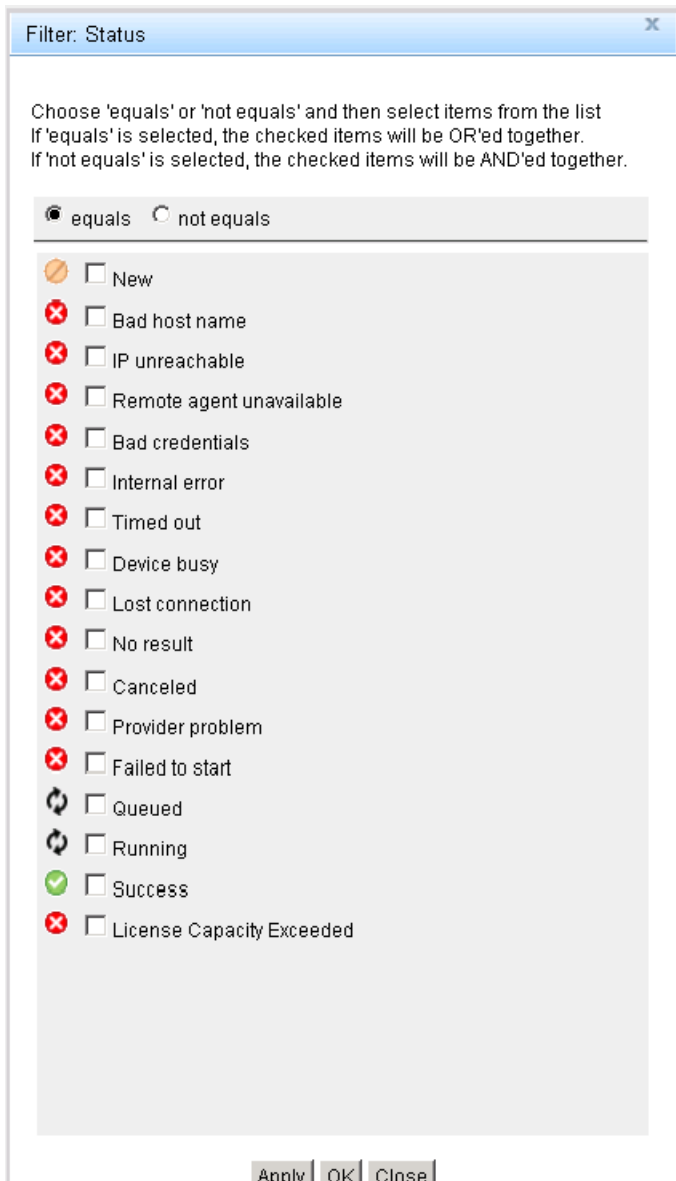 Filter: Status
x
Choose 'equals' or 'not equals' and then select items from the list
If 'equals' is selected, the checked items will be OR'ed together.
If 'not equals' is selected, the checked items will be AND'ed together.
equals not equals
New
Bad host name
IP unreachable
Remote agent unavailable
Bad credentials
Internal error
Timed out
Device busy
Lost connection
No result
Canceled
Provider problem
Failed to start
Queued
Running
Success
License Capacity Exceeded
Apply OK Close